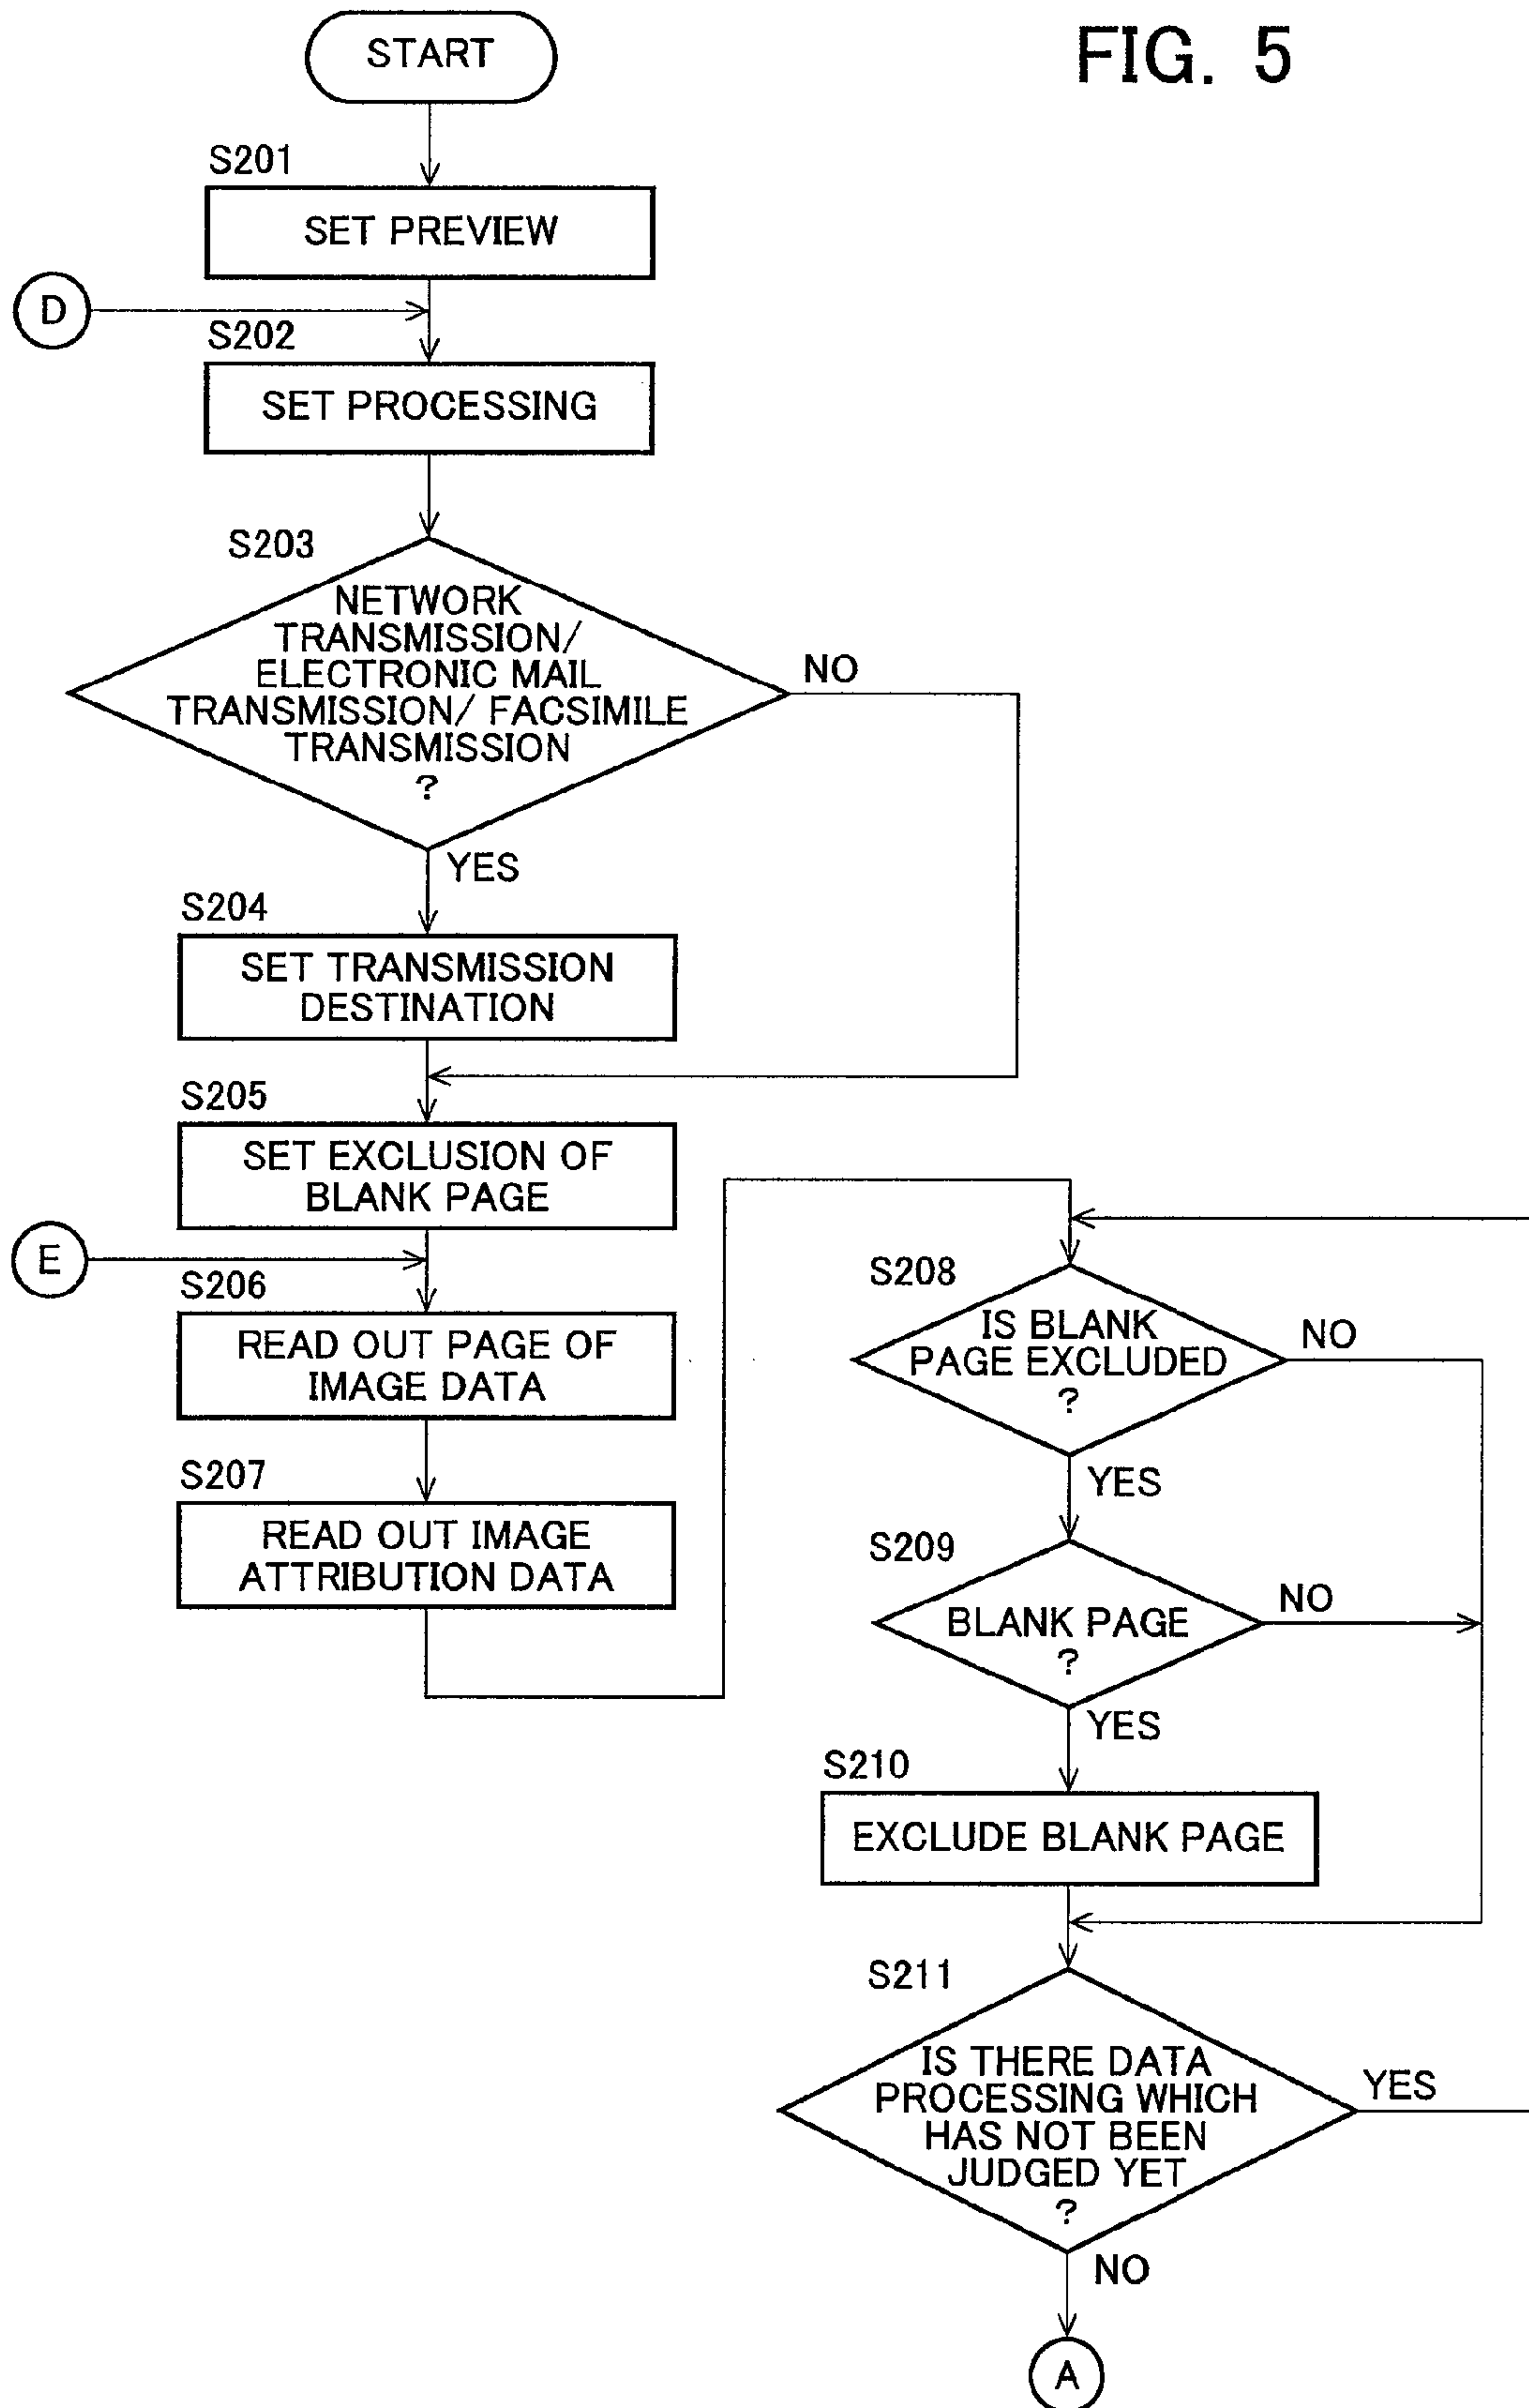 FIG. 5
START
S201
SET PREVIEW
D
S202
SET PROCESSING
S203
NETWORK
TRANSMISSION/
ELECTRONIC MAIL
TRANSMISSION/ FACSIMILE
TRANSMISSION
?
NO
YES
S204
SET TRANSMISSION
DESTINATION
S205
SET EXCLUSION OF
BLANK PAGE
E
S206
READ OUT PAGE OF
IMAGE DATA
S207
READ OUT IMAGE
ATTRIBUTION DATA
S208
IS BLANK
PAGE EXCLUDED
?
NO
YES
S209
BLANK PAGE
?
NO
YES
S210
EXCLUDE BLANK PAGE
S211
IS THERE DATA
PROCESSING WHICH
HAS NOT BEEN
JUDGED YET
?
YES
NO
A